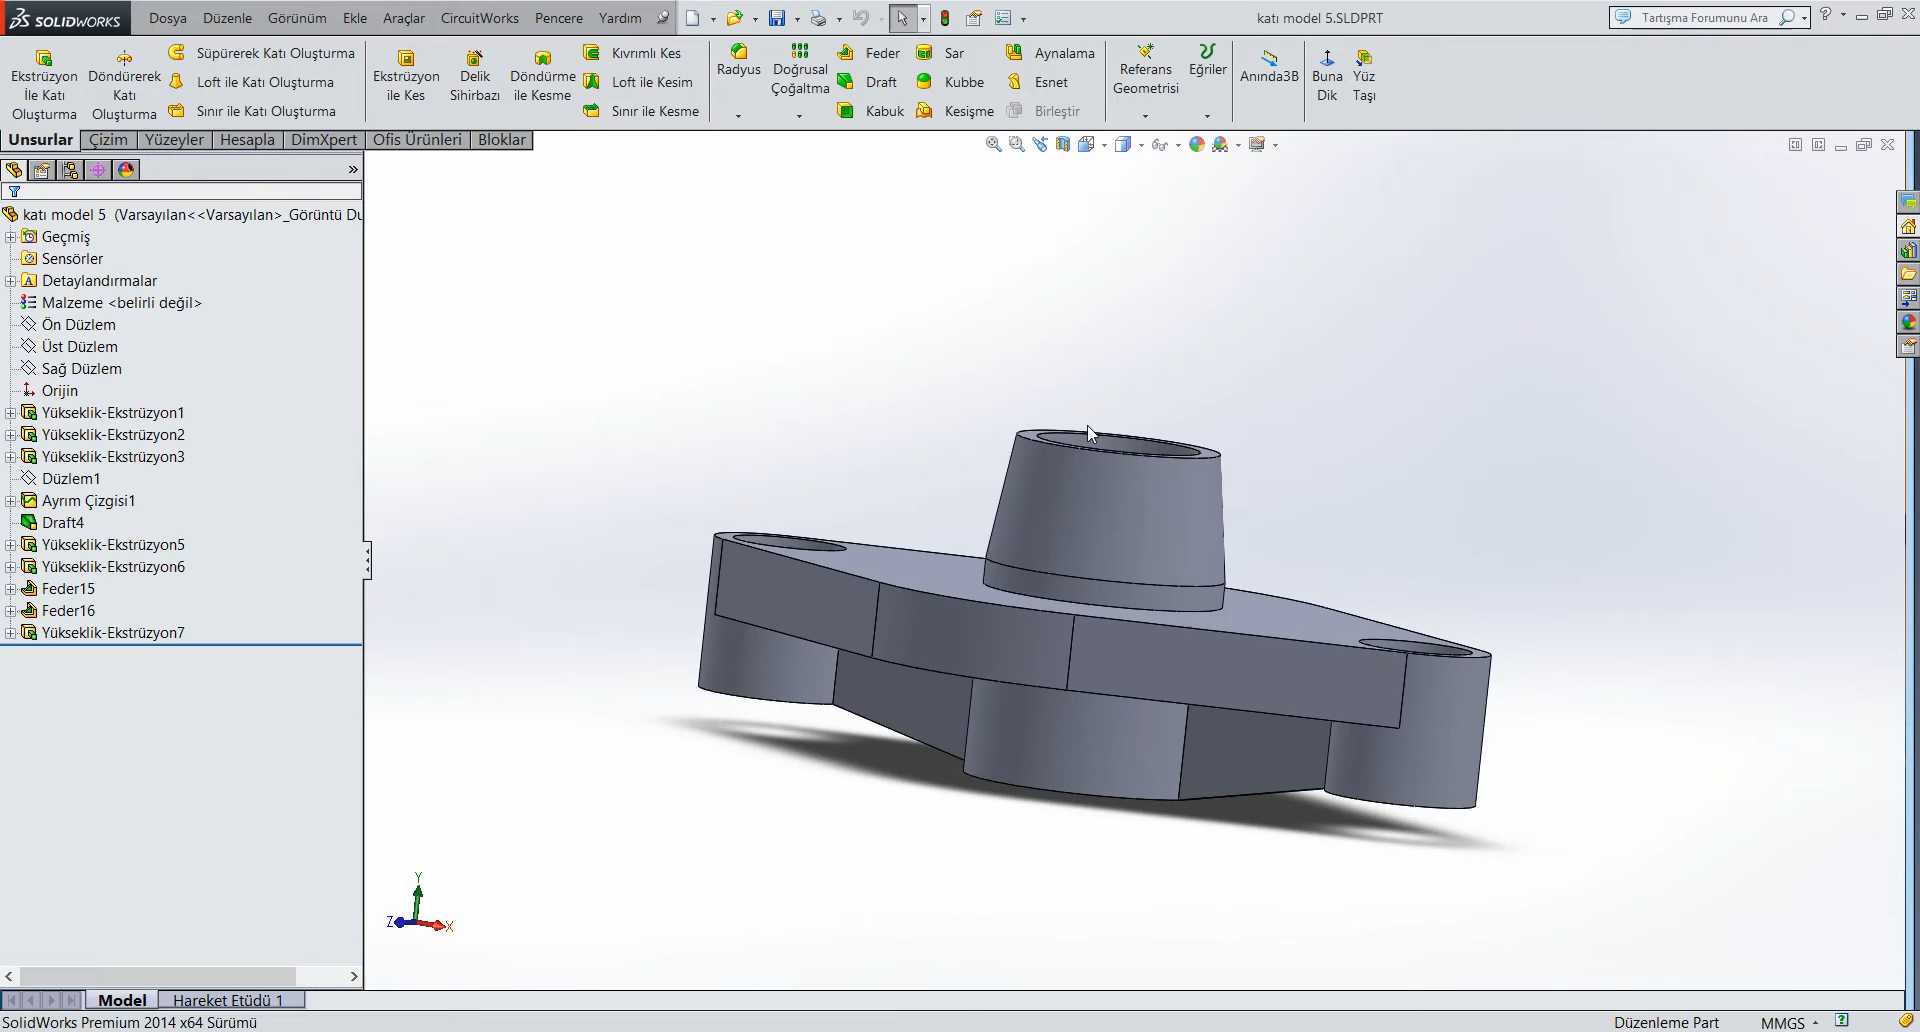 SOLIDWORKS Dosya Düzenle Görünüm Ekle Araçlar CircuitWorks Pencere Yardım katı model 5.SLDPRT Tartışma Forumunu Ara
Ekstrüzyon İle Katı Oluşturma
Döndürerek Katı Oluşturma
Süpürerek Katı Oluşturma
Loft ile Katı Oluşturma
Sınır ile Katı Oluşturma
Ekstrüzyon ile Kes
Delik Sihirbazı
Döndürme ile Kesme
Kıvrımlı Kes
Loft ile Kesim
Sınır ile Kesme
Radyus
Doğrusal Çoğaltma
Feder
Draft
Kabuk
Sar
Kubbe
Kesişme
Aynalama
Esnet
Birleştir
Referans Geometrisi
Eğriler
Anında3B
Buna Dik
Yüz Taşı
Unsurlar Çizim Yüzeyler Hesapla DimXpert Ofis Ürünleri Bloklar
katı model 5 (Varsayılan<<Varsayılan>_Görüntü Du
Geçmiş
Sensörler
Detaylandırmalar
Malzeme <belirli değil>
Ön Düzlem
Üst Düzlem
Sağ Düzlem
Orijin
Yükseklik-Ekstrüzyon1
Yükseklik-Ekstrüzyon2
Yükseklik-Ekstrüzyon3
Düzlem1
Ayrım Çizgisi1
Draft4
Yükseklik-Ekstrüzyon5
Yükseklik-Ekstrüzyon6
Feder15
Feder16
Yükseklik-Ekstrüzyon7
Y
Z
X
Model Hareket Etüdü 1
SolidWorks Premium 2014 x64 Sürümü Düzenleme Part MMGS